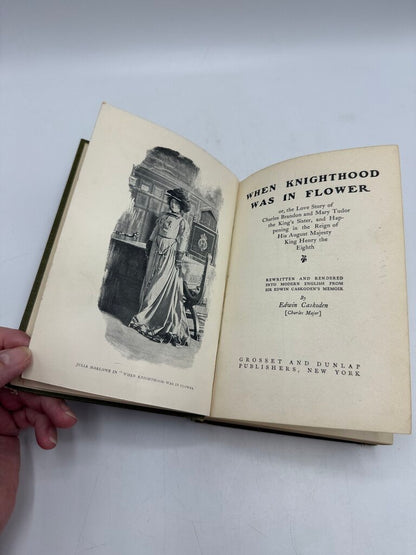 JULIA MARLOWE IN "WHEN KNIGHTHOOD WAS IN FLOWER"
WHEN KNIGHTHOOD
WAS IN FLOWER
or, the Love Story of
Charles Brandon and Mary Tudor
the King's Sister, and Hap-
pening in the Reign of
His August Majesty
King Henry the
Eighth
REWRITTEN AND RENDERED
INTO MODERN ENGLISH FROM
SIR EDWIN CASKODEN'S MEMOIR
By
Edwin Caskoden
[Charles Major]
GROSSET AND DUNLAP
PUBLISHERS, NEW YORK